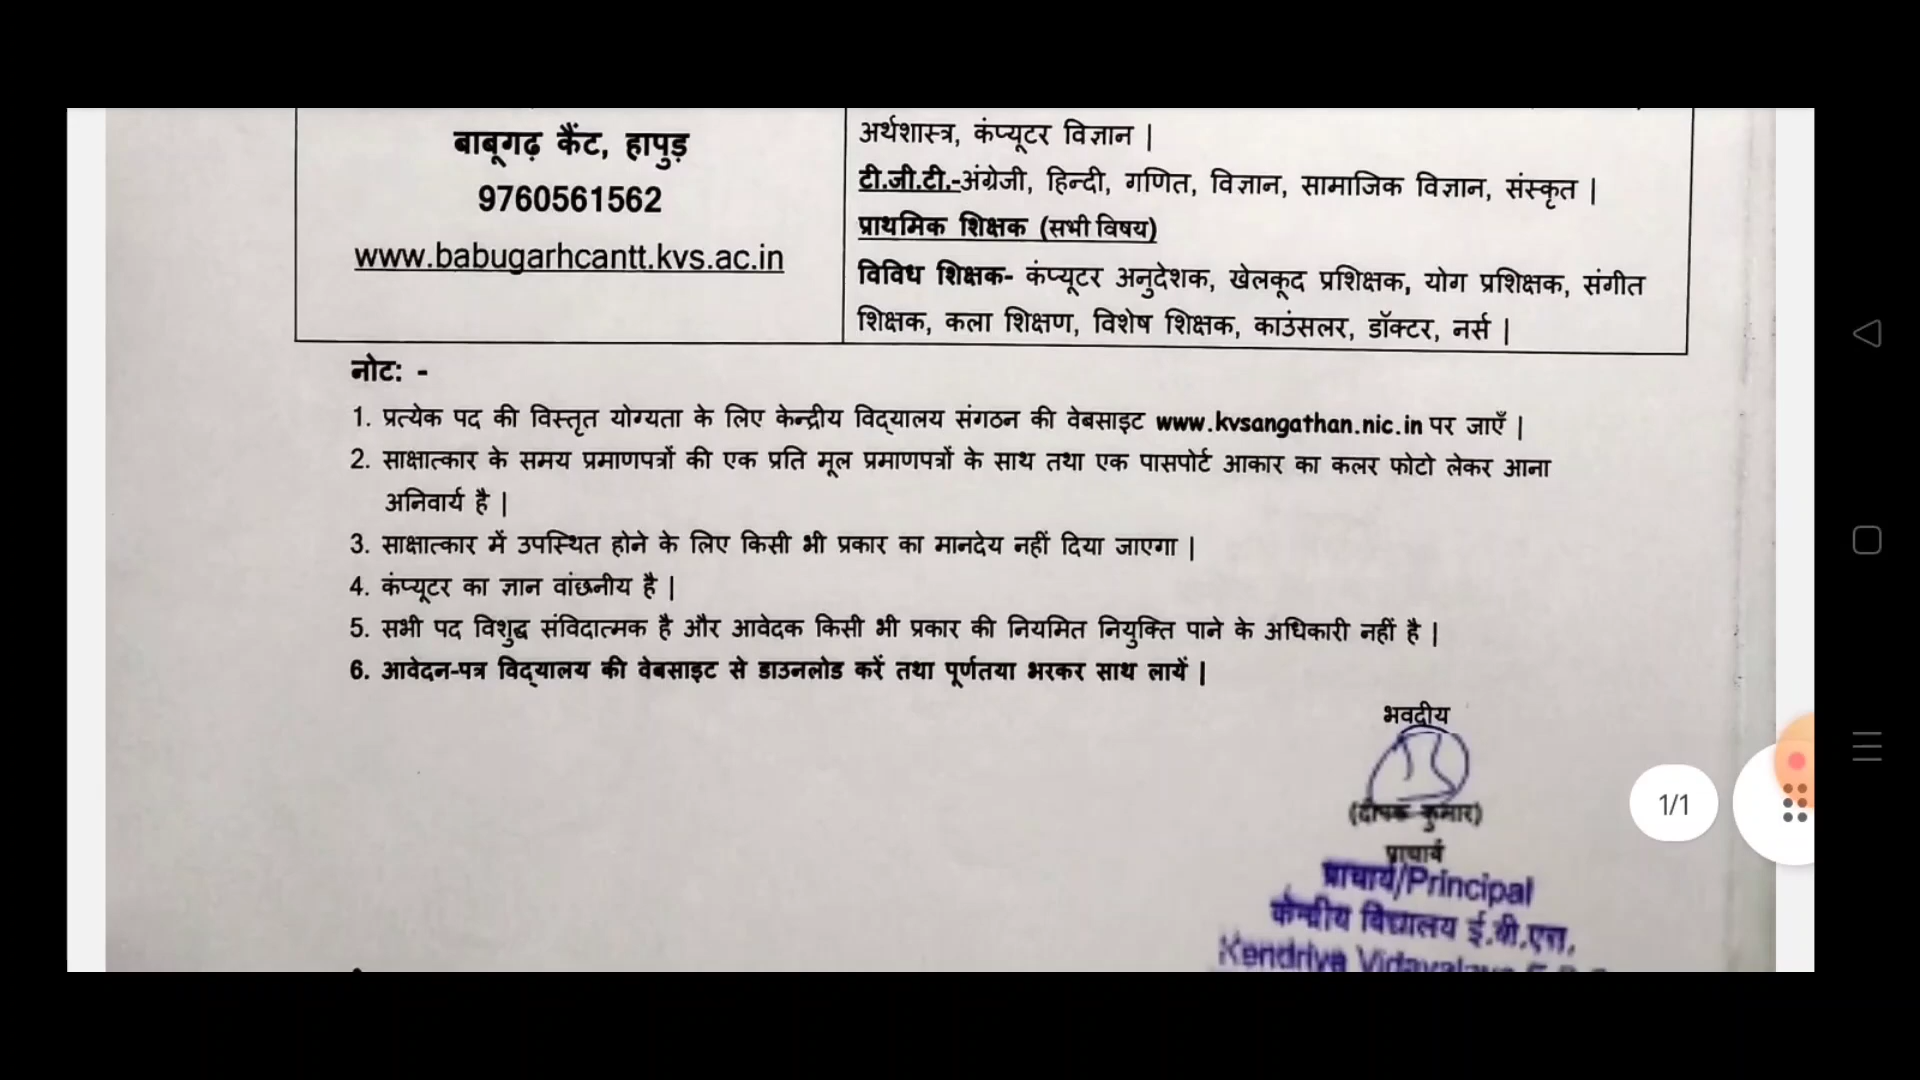 बाबूगढ़ कैंट, हापुड़
9760561562
www.babugarhcantt.kvs.ac.in
अर्थशास्त्र, कंप्यूटर विज्ञान |
टी.जी.टी.-अंग्रेजी, हिन्दी, गणित, विज्ञान, सामाजिक विज्ञान, संस्कृत |
प्राथमिक शिक्षक (सभी विषय)
विविध शिक्षक- कंप्यूटर अनुदेशक, खेलकूद प्रशिक्षक, योग प्रशिक्षक, संगीत
शिक्षक, कला शिक्षण, विशेष शिक्षक, काउंसलर, डॉक्टर, नर्स |
नोट: -
1. प्रत्येक पद की विस्तृत योग्यता के लिए केन्द्रीय विद्यालय संगठन की वेबसाइट www.kvsangathan.nic.in पर जाएँ |
2. साक्षात्कार के समय प्रमाणपत्रों की एक प्रति मूल प्रमाणपत्रों के साथ तथा एक पासपोर्ट आकार का कलर फोटो लेकर आना
अनिवार्य है |
3. साक्षात्कार में उपस्थित होने के लिए किसी भी प्रकार का मानदेय नहीं दिया जाएगा |
4. कंप्यूटर का ज्ञान वांछनीय है |
5. सभी पद विशुद्ध संविदात्मक है और आवेदक किसी भी प्रकार की नियमित नियुक्ति पाने के अधिकारी नहीं है |
6. आवेदन-पत्र विद्यालय की वेबसाइट से डाउनलोड करें तथा पूर्णतया भरकर साथ लायें |
भवदीय
(दीपक कुमार)
प्राचार्य
प्राचार्य/Principal
केन्द्रीय विद्यालय ई.बी.एस.
Kendriya Vidyalaya
1/1